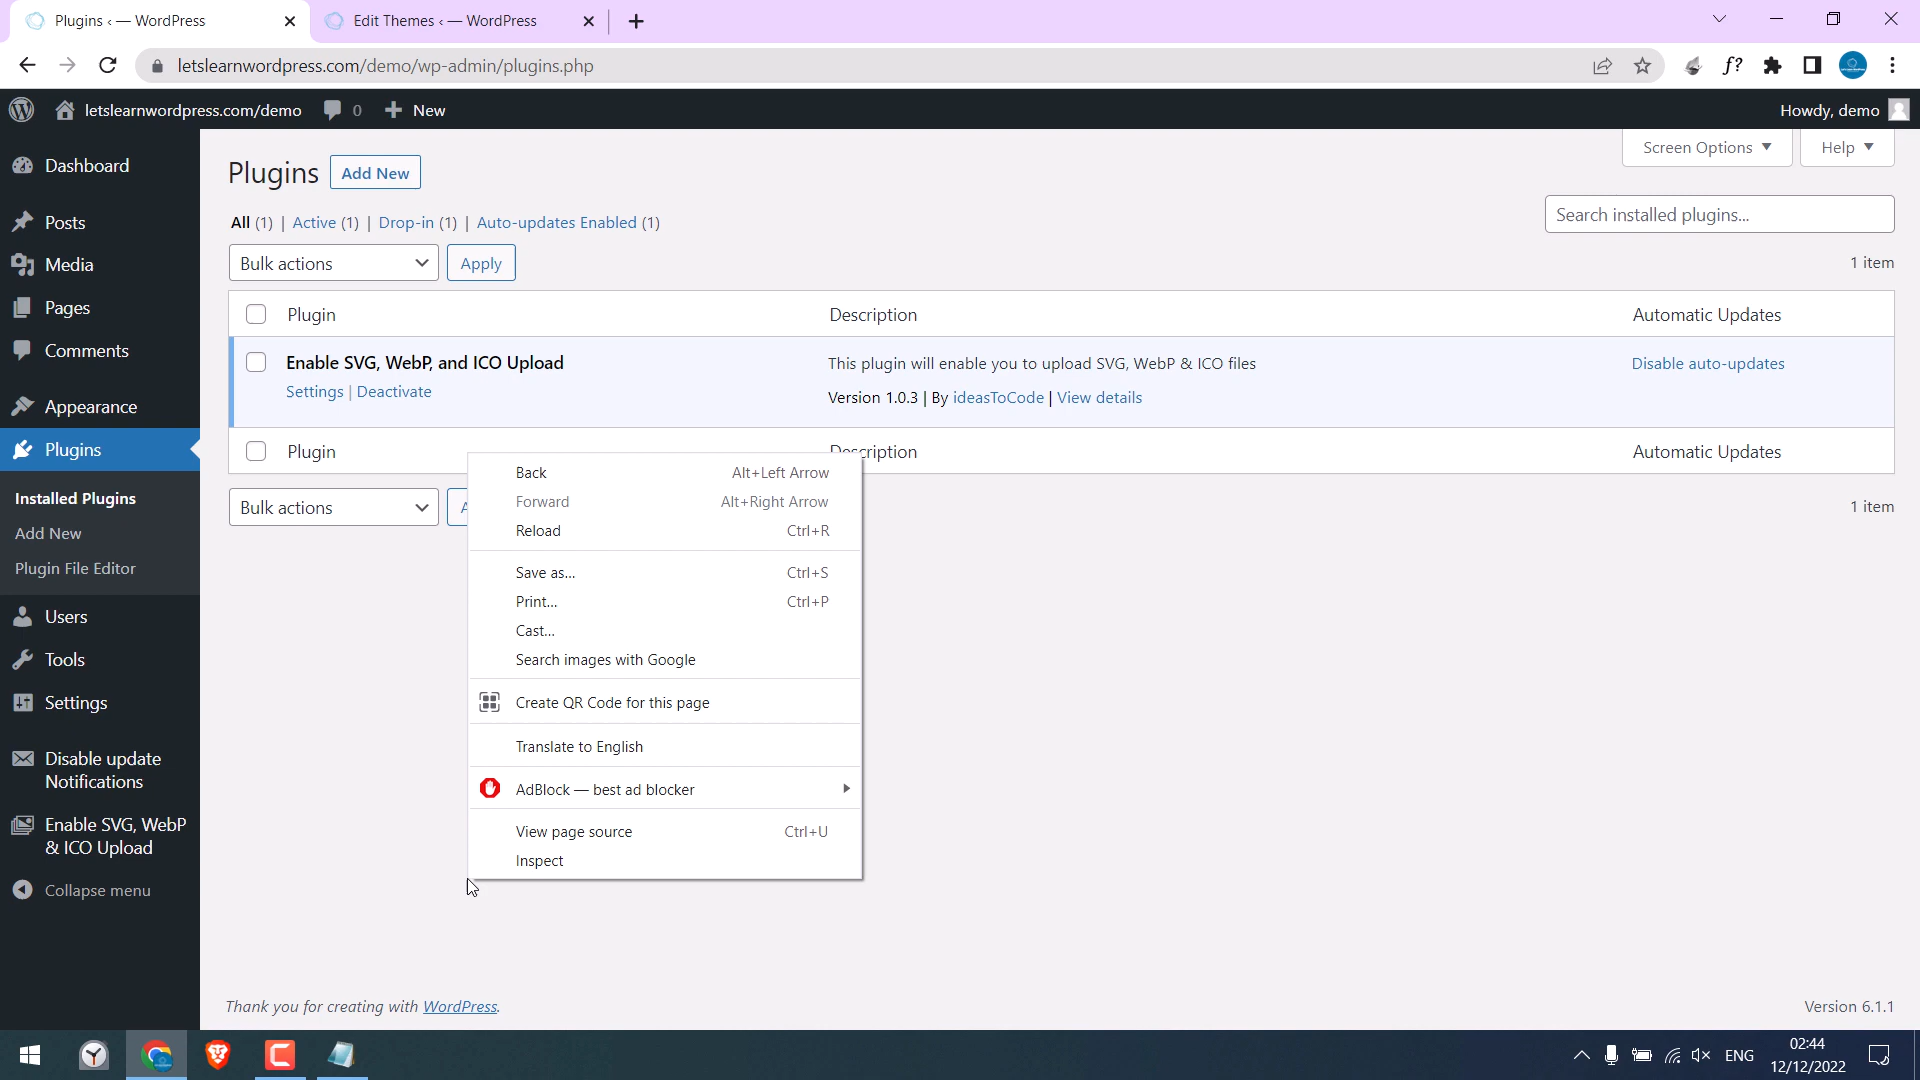 Plugins ‹ — WordPress
Edit Themes ‹ — WordPress
letslearnwordpress.com/demo/wp-admin/plugins.php
f?
letslearnwordpress.com/demo
0
New
Howdy, demo
Dashboard
Posts
Media
Pages
Comments
Appearance
Plugins
Installed Plugins
Add New
Plugin File Editor
Users
Tools
Settings
Disable update
Notifications
Enable SVG, WebP
& ICO Upload
Collapse menu
Screen Options
Help
Plugins
Add New
All (1) | Active (1) | Drop-in (1) | Auto-updates Enabled (1)
Search installed plugins...
Bulk actions
Apply
1 item
Plugin Description Automatic Updates
Enable SVG, WebP, and ICO Upload
Settings | Deactivate
This plugin will enable you to upload SVG, WebP & ICO files
Version 1.0.3 | By ideasToCode | View details
Disable auto-updates
Plugin Description Automatic Updates
Bulk actions
1 item
Back Alt+Left Arrow
Forward Alt+Right Arrow
Reload Ctrl+R
Save as... Ctrl+S
Print... Ctrl+P
Cast...
Search images with Google
Create QR Code for this page
Translate to English
AdBlock — best ad blocker
View page source Ctrl+U
Inspect
Thank you for creating with WordPress.
Version 6.1.1
ENG
02:44
12/12/2022